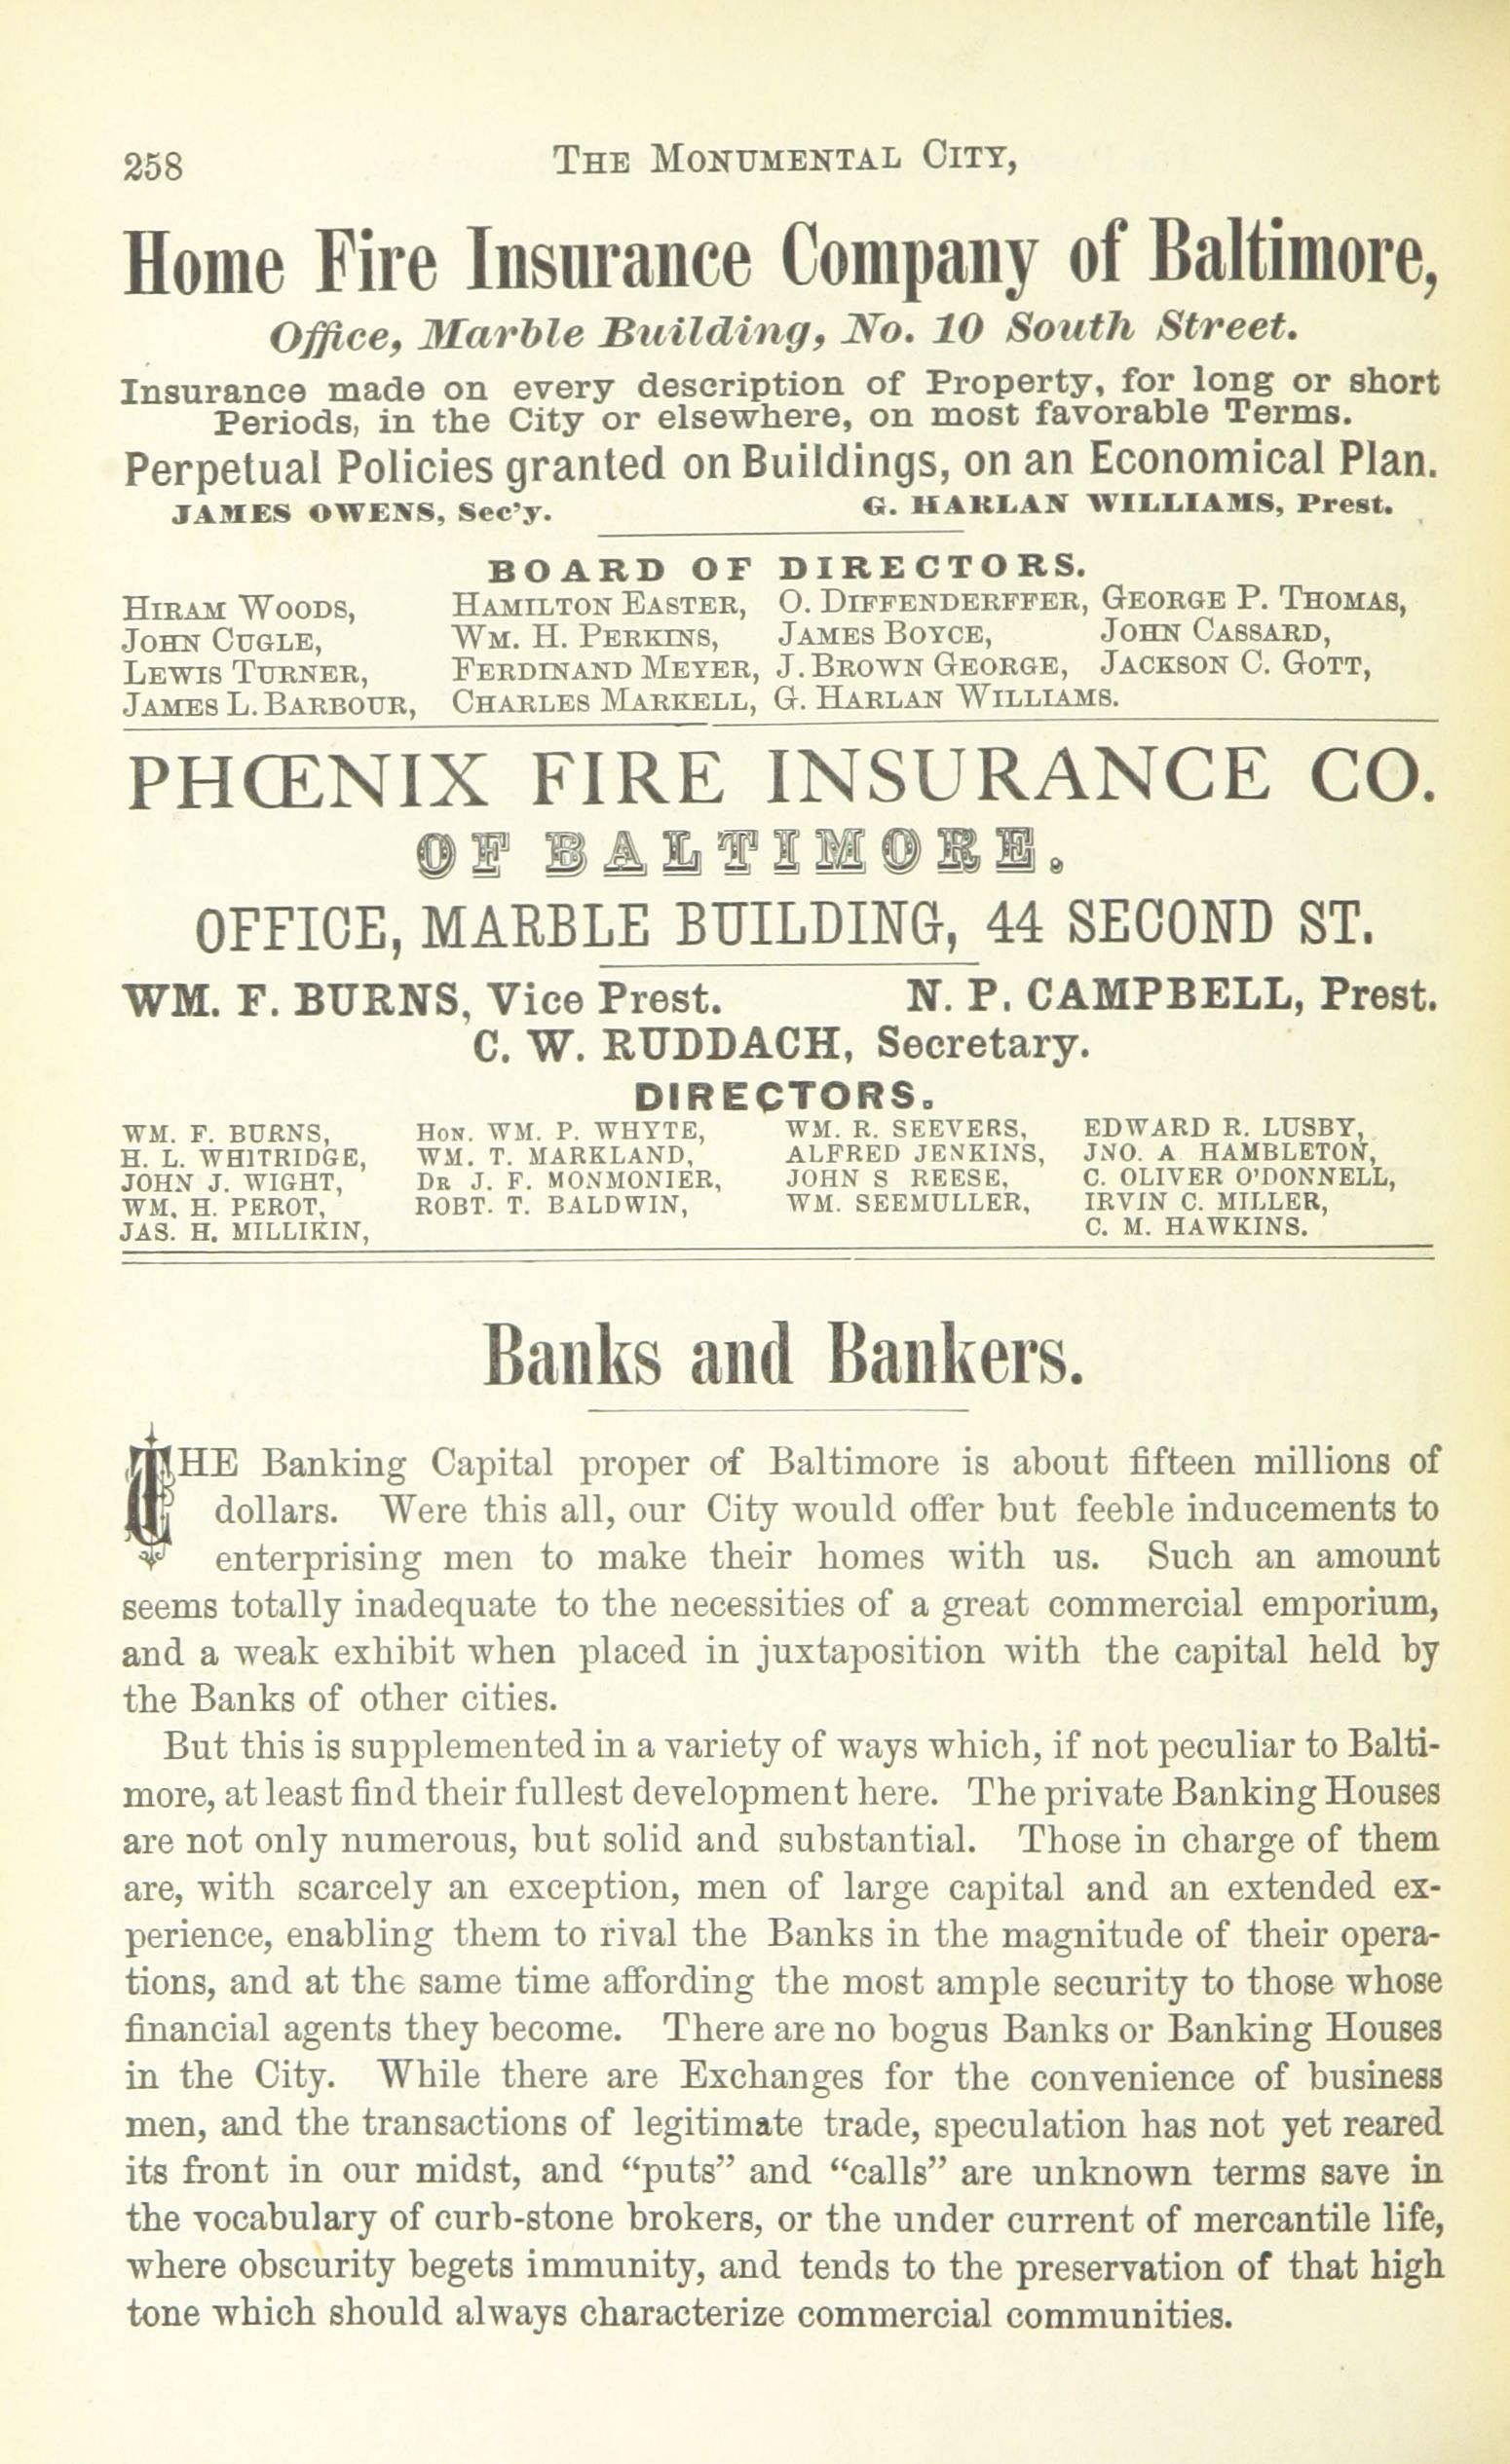 258
THE MONUMENTAL CITY,
Home Fire Insurance Company of Baltimore,
Office, Marble Building, No. 10 South Street.
Insurance made on every description of Property, for long or short
Periods, in the City or elsewhere, on most favorable Terms.
Perpetual Policies granted on Buildings, on an Economical Plan.
JAMES OWENS, Sec'y. G. HARLAN WILLIAMS, Prest.
BOARD OF DIRECTORS.
HIRAM WOODS, HAMILTON EASTER, O. DIFFENDERFFER, GEORGE P. THOMAS,
JOHN CUGLE, WM. H. PERKINS, JAMES BOYCE, JOHN CASSARD,
LEWIS TURNER, FERDINAND MEYER, J. BROWN GEORGE, JACKSON C. GOTT,
JAMES L. BARBOUR, CHARLES MARKELL, G. HARLAN WILLIAMS.
PHŒNIX FIRE INSURANCE CO.
OF BALTIMORE.
OFFICE, MARBLE BUILDING, 44 SECOND ST.
WM. F. BURNS, Vice Prest. N. P. CAMPBELL, Prest.
C. W. RUDDACH, Secretary.
DIRECTORS.
WM. F. BURNS, HON. WM. P. WHYTE, WM. R. SEEVERS, EDWARD R. LUSBY,
H. L. WHITRIDGE, WM. T. MARKLAND, ALFRED JENKINS, JNO. A HAMBLETON,
JOHN J. WIGHT, DR J. F. MONMONIER, JOHN S REESE, C. OLIVER O'DONNELL,
WM. H. PEROT, ROBT. T. BALDWIN, WM. SEEMULLER, IRVIN C. MILLER,
JAS. H. MILLIKIN, C. M. HAWKINS.
Banks and Bankers.
THE Banking Capital proper of Baltimore is about fifteen millions of
dollars. Were this all, our City would offer but feeble inducements to
enterprising men to make their homes with us. Such an amount
seems totally inadequate to the necessities of a great commercial emporium,
and a weak exhibit when placed in juxtaposition with the capital held by
the Banks of other cities.
But this is supplemented in a variety of ways which, if not peculiar to Balti-
more, at least find their fullest development here. The private Banking Houses
are not only numerous, but solid and substantial. Those in charge of them
are, with scarcely an exception, men of large capital and an extended ex-
perience, enabling them to rival the Banks in the magnitude of their opera-
tions, and at the same time affording the most ample security to those whose
financial agents they become. There are no bogus Banks or Banking Houses
in the City. While there are Exchanges for the convenience of business
men, and the transactions of legitimate trade, speculation has not yet reared
its front in our midst, and “puts” and “calls” are unknown terms save in
the vocabulary of curb-stone brokers, or the under current of mercantile life,
where obscurity begets immunity, and tends to the preservation of that high
tone which should always characterize commercial communities.